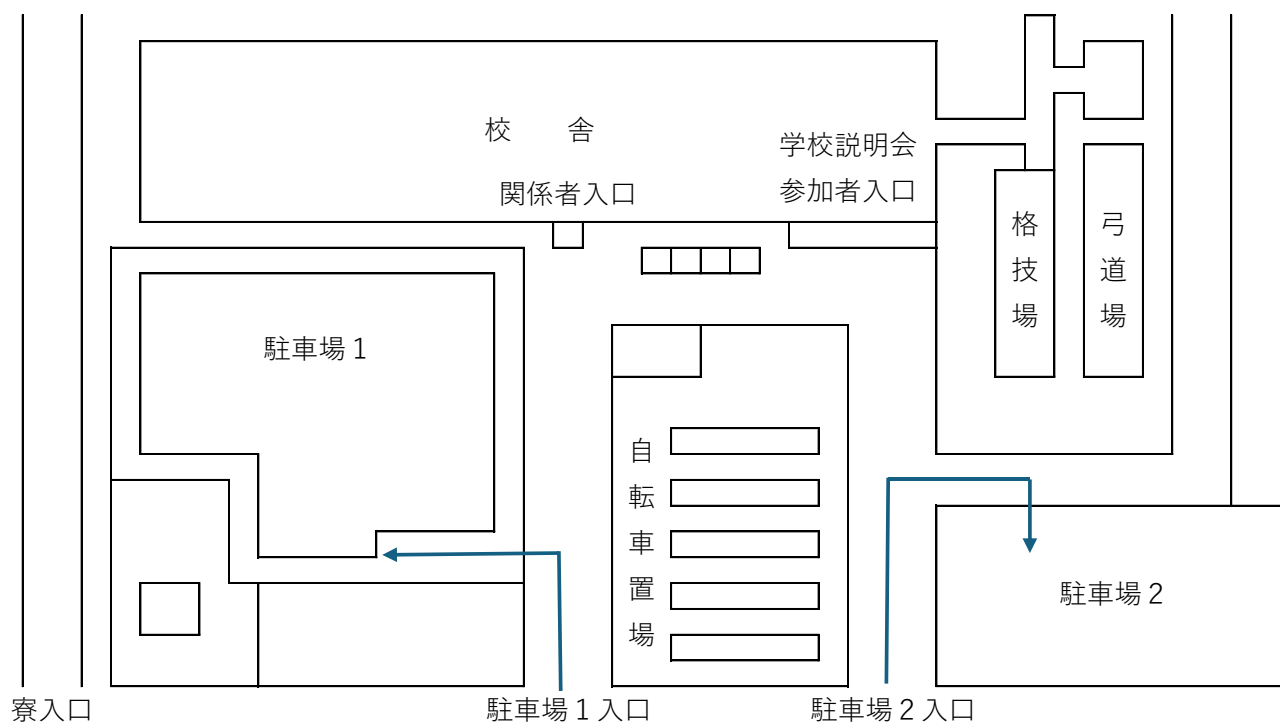 校　　舎
学校説明会
参加者入口
関係者入口
格技場
弓道場
駐車場１
自転車置場
駐車場２
寮入口
駐車場１入口
駐車場２入口